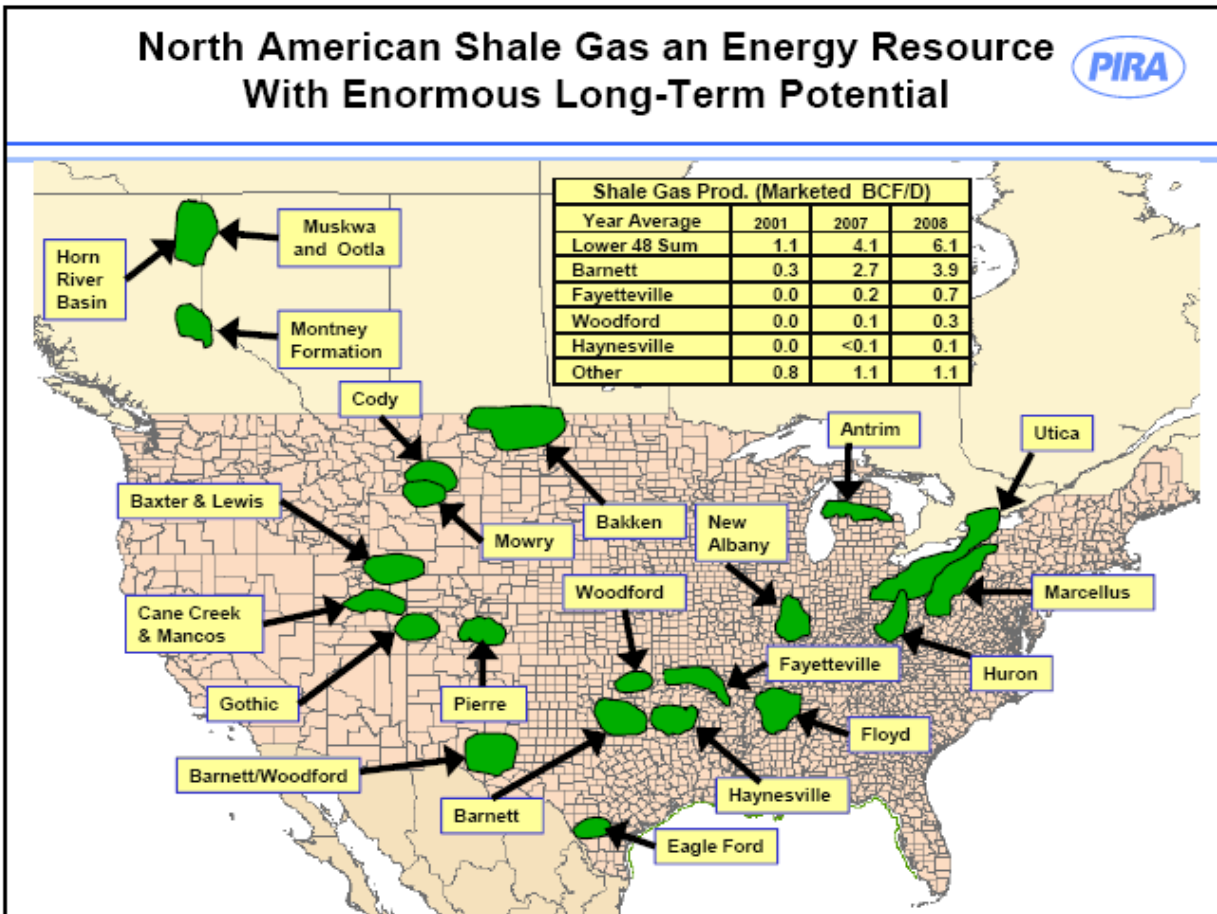 North American Shale Gas an Energy Resource
With Enormous Long-Term Potential
PIRA
Shale Gas Prod. (Marketed BCF/D)
Year Average 2001 2007 2008
Lower 48 Sum 1.1 4.1 6.1
Barnett 0.3 2.7 3.9
Fayetteville 0.0 0.2 0.7
Woodford 0.0 0.1 0.3
Haynesville 0.0 <0.1 0.1
Other 0.8 1.1 1.1
Muskwa
and Ootla
Horn
River
Basin
Montney
Formation
Cody
Antrim
Utica
Baxter & Lewis
Bakken
New
Albany
Mowry
Woodford
Marcellus
Cane Creek
& Mancos
Fayetteville
Huron
Gothic
Pierre
Floyd
Barnett/Woodford
Haynesville
Barnett
Eagle Ford